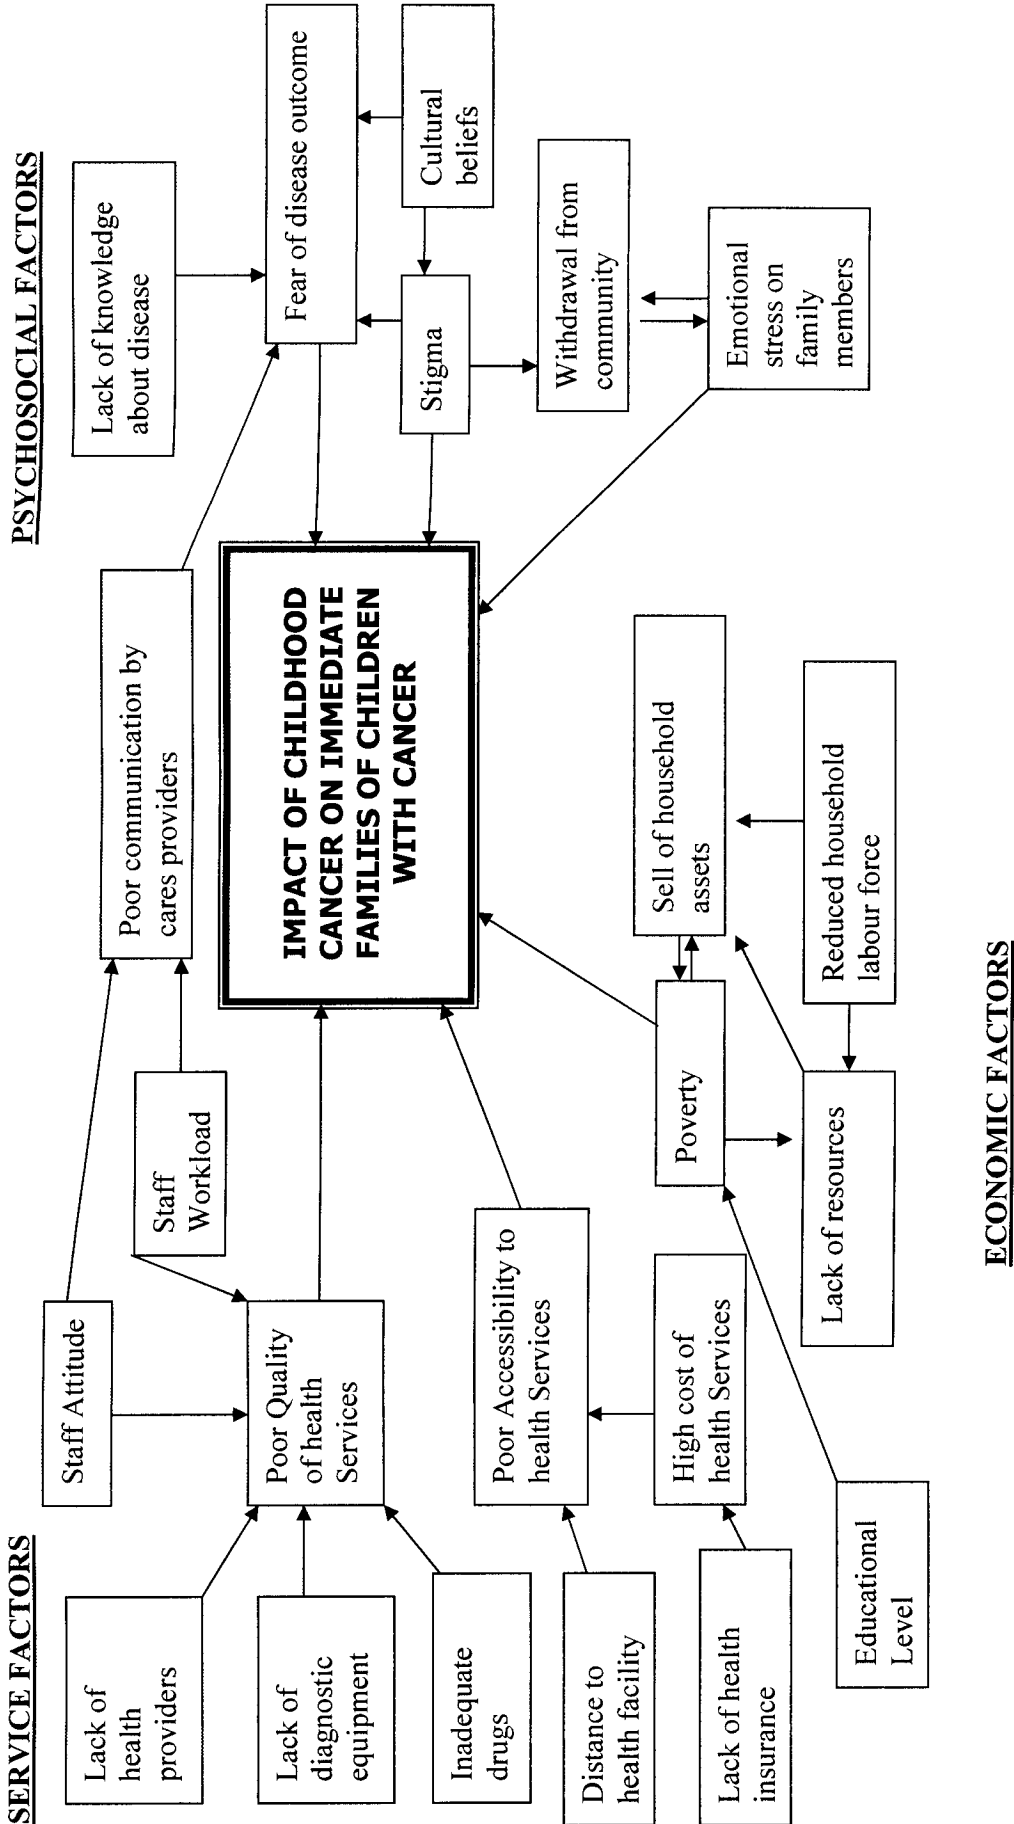 SERVICE FACTORS
PSYCHOSOCIAL FACTORS
Staff Attitude
Lack of knowledge
about disease
Lack of
health
providers
Staff
Workload
Poor communication by
cares providers
Lack of
diagnostic
equipment
Poor Quality
of health
Services
IMPACT OF CHILDHOOD
CANCER ON IMMEDIATE
FAMILIES OF CHILDREN
WITH CANCER
Fear of disease outcome
Inadequate
drugs
Stigma
Cultural
beliefs
Poor Accessibility to
health Services
Withdrawal from
community
Distance to
health facility
High cost of
health Services
Poverty
Sell of household
assets
Emotional
stress on
family
members
Lack of health
insurance
Lack of resources
Reduced household
labour force
Educational
Level
ECONOMIC FACTORS